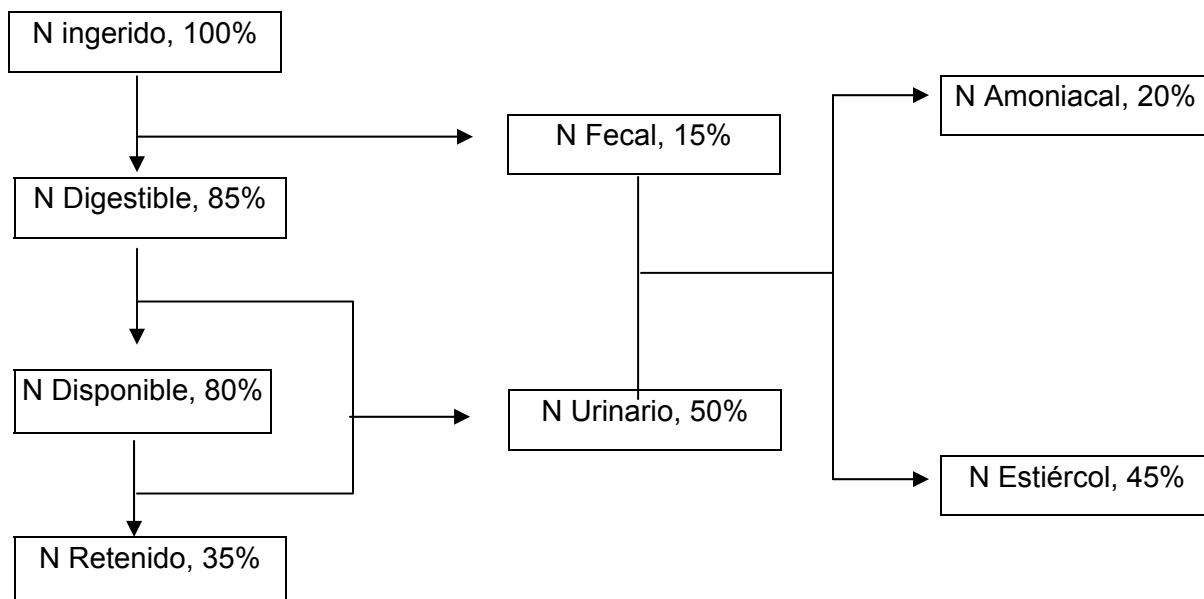 N ingerido, 100%
N Digestible, 85%
N Disponible, 80%
N Retenido, 35%
N Fecal, 15%
N Urinario, 50%
N Amoniacal, 20%
N Estiércol, 45%